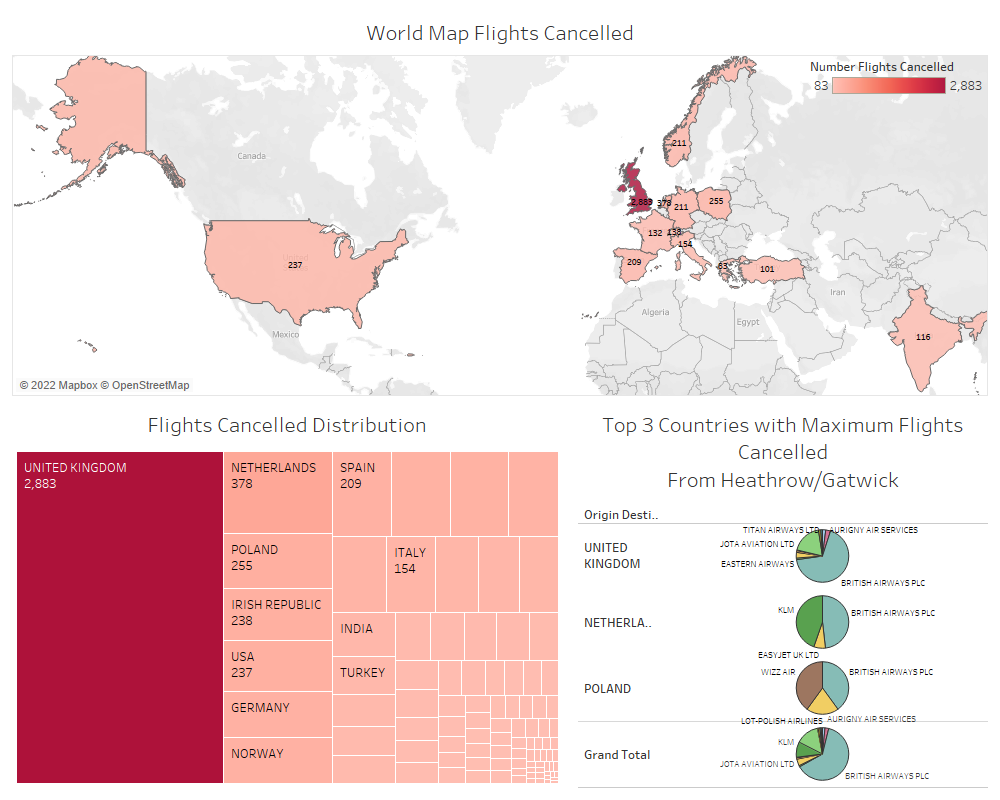 World Map Flights Cancelled
Number Flights Cancelled
83
2,883
Canada
Mexico
Algeria
Egypt
Iran
237
211
2,883
378
211
255
132
138
154
209
83
101
116
© 2022 Mapbox © OpenStreetMap
Flights Cancelled Distribution
UNITED KINGDOM
2,883
NETHERLANDS
378
POLAND
255
IRISH REPUBLIC
238
USA
237
GERMANY
NORWAY
SPAIN
209
ITALY
154
INDIA
TURKEY
Top 3 Countries with Maximum Flights
Cancelled
From Heathrow/Gatwick
Origin Desti..
UNITED
KINGDOM
TITAN AIRWAYS LTD
AURIGNY AIR SERVICES
JOTA AVIATION LTD
EASTERN AIRWAYS
BRITISH AIRWAYS PLC
NETHERLA..
KLM
BRITISH AIRWAYS PLC
EASYJET UK LTD
POLAND
WIZZ AIR
BRITISH AIRWAYS PLC
LOT-POLISH AIRLINES
Grand Total
AURIGNY AIR SERVICES
KLM
JOTA AVIATION LTD
BRITISH AIRWAYS PLC